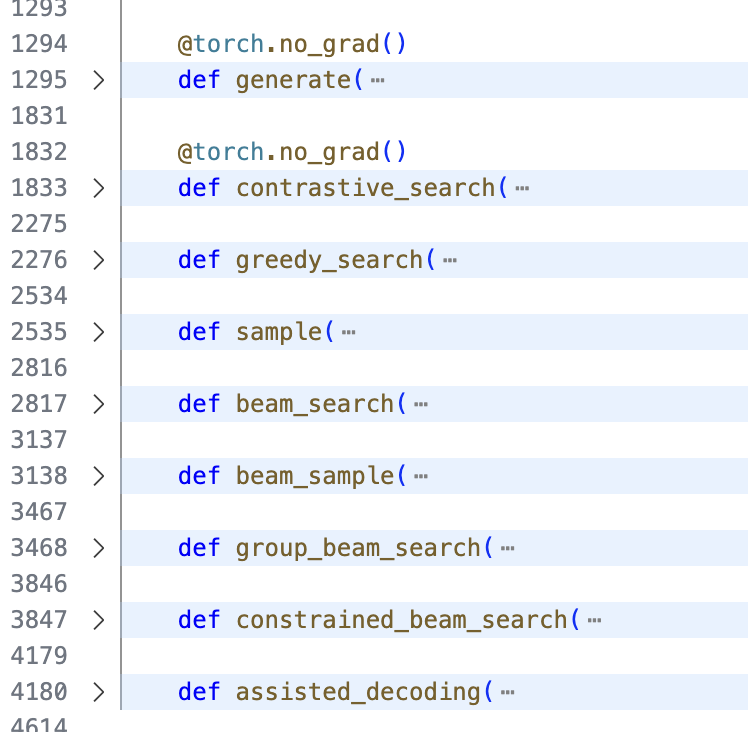 1293
1294 @torch.no_grad()
1295 > def generate( ⋯
1831
1832 @torch.no_grad()
1833 > def contrastive_search( ⋯
2275
2276 > def greedy_search( ⋯
2534
2535 > def sample( ⋯
2816
2817 > def beam_search( ⋯
3137
3138 > def beam_sample( ⋯
3467
3468 > def group_beam_search( ⋯
3846
3847 > def constrained_beam_search( ⋯
4179
4180 > def assisted_decoding( ⋯
4614